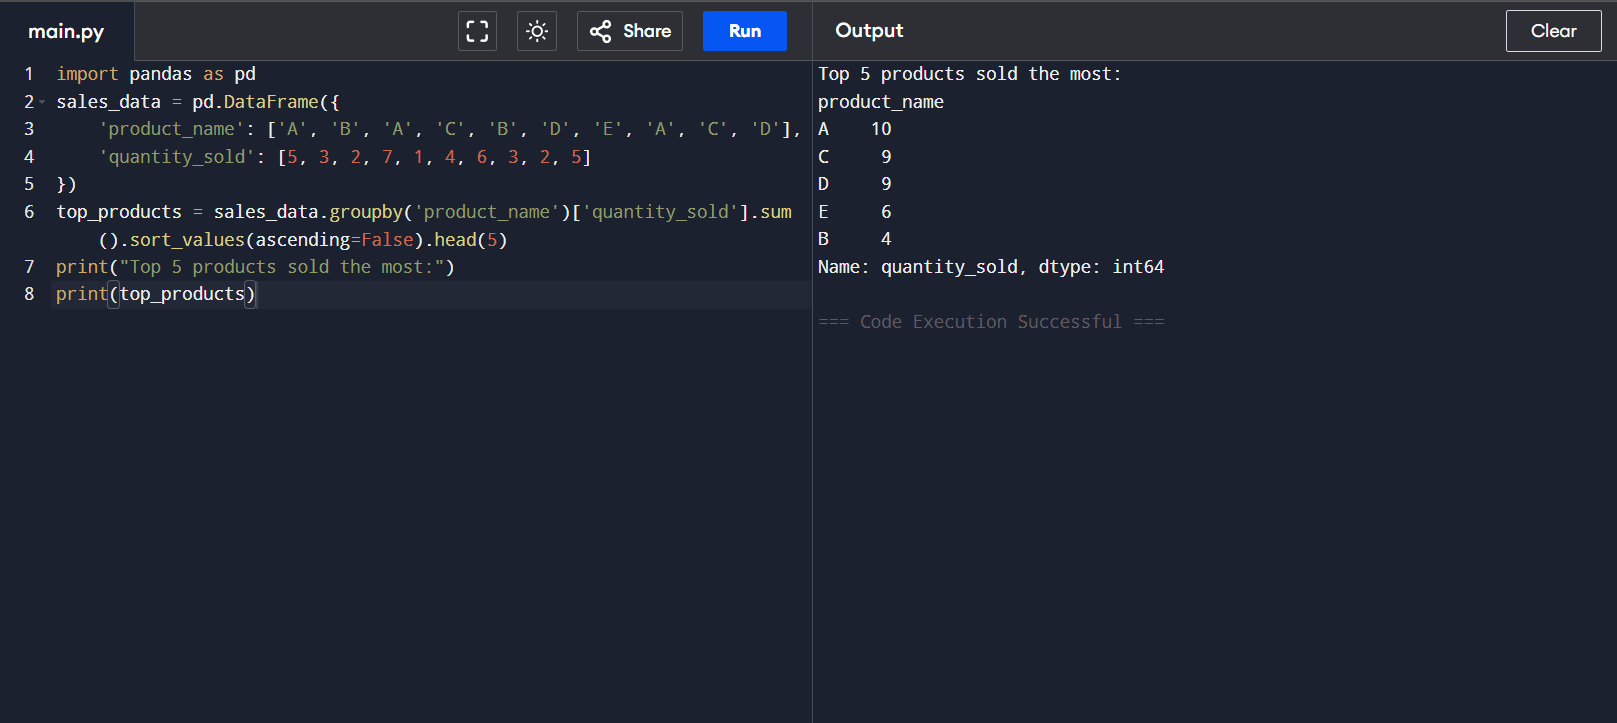 main.py
Share
Run
Output
Clear
1 import pandas as pd
2 sales_data = pd.DataFrame({
3     'product_name': ['A', 'B', 'A', 'C', 'B', 'D', 'E', 'A', 'C', 'D'],
4     'quantity_sold': [5, 3, 2, 7, 1, 4, 6, 3, 2, 5]
5 })
6 top_products = sales_data.groupby('product_name')['quantity_sold'].sum
    ().sort_values(ascending=False).head(5)
7 print("Top 5 products sold the most:")
8 print(top_products)
Top 5 products sold the most:
product_name
A    10
C     9
D     9
E     6
B     4
Name: quantity_sold, dtype: int64
=== Code Execution Successful ===